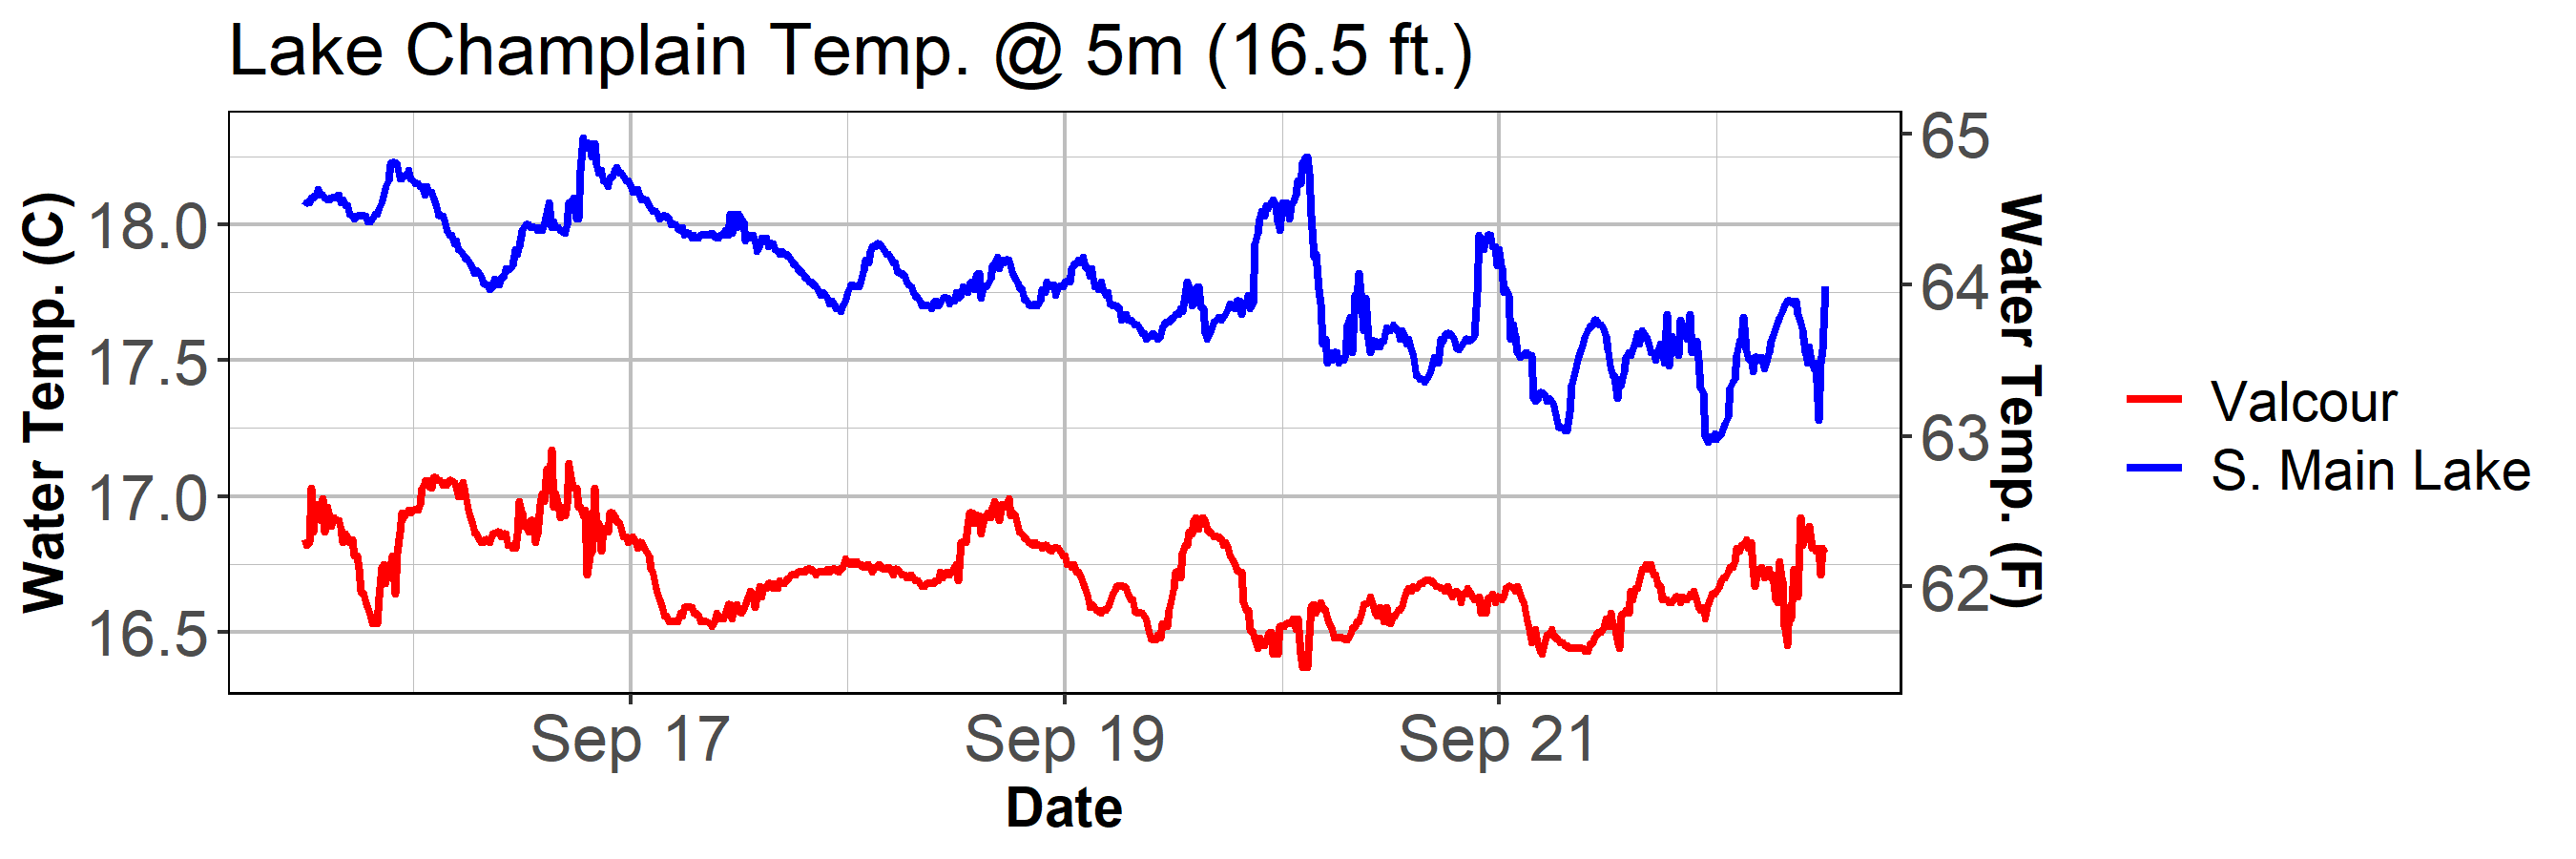 Lake Champlain Temp. @ 5m (16.5 ft.)
Water Temp. (C)
18.0
17.5
17.0
16.5
65
64
63
62
Water Temp. (F)
Sep 17
Sep 19
Sep 21
Date
Valcour
S. Main Lake